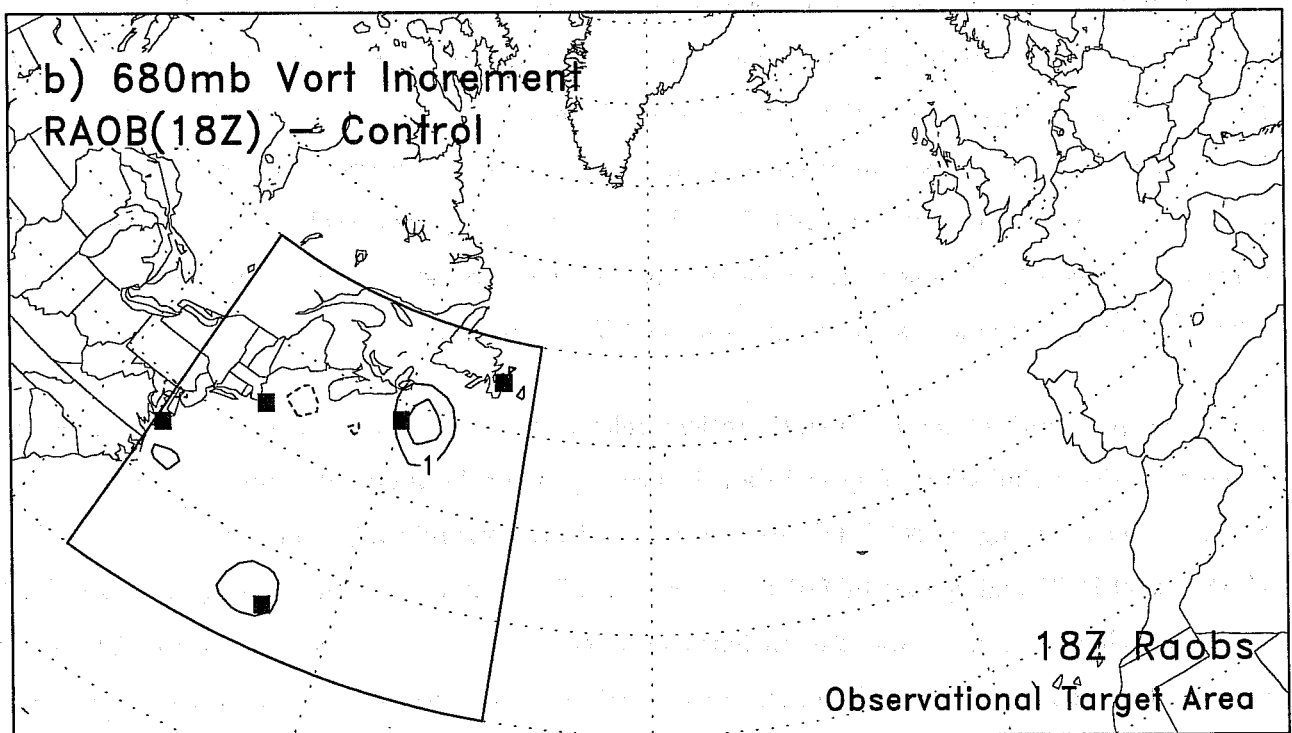 b) 680mb Vort Increment
RAOB(18Z) — Control
1
18Z Raobs
Observational Target Area